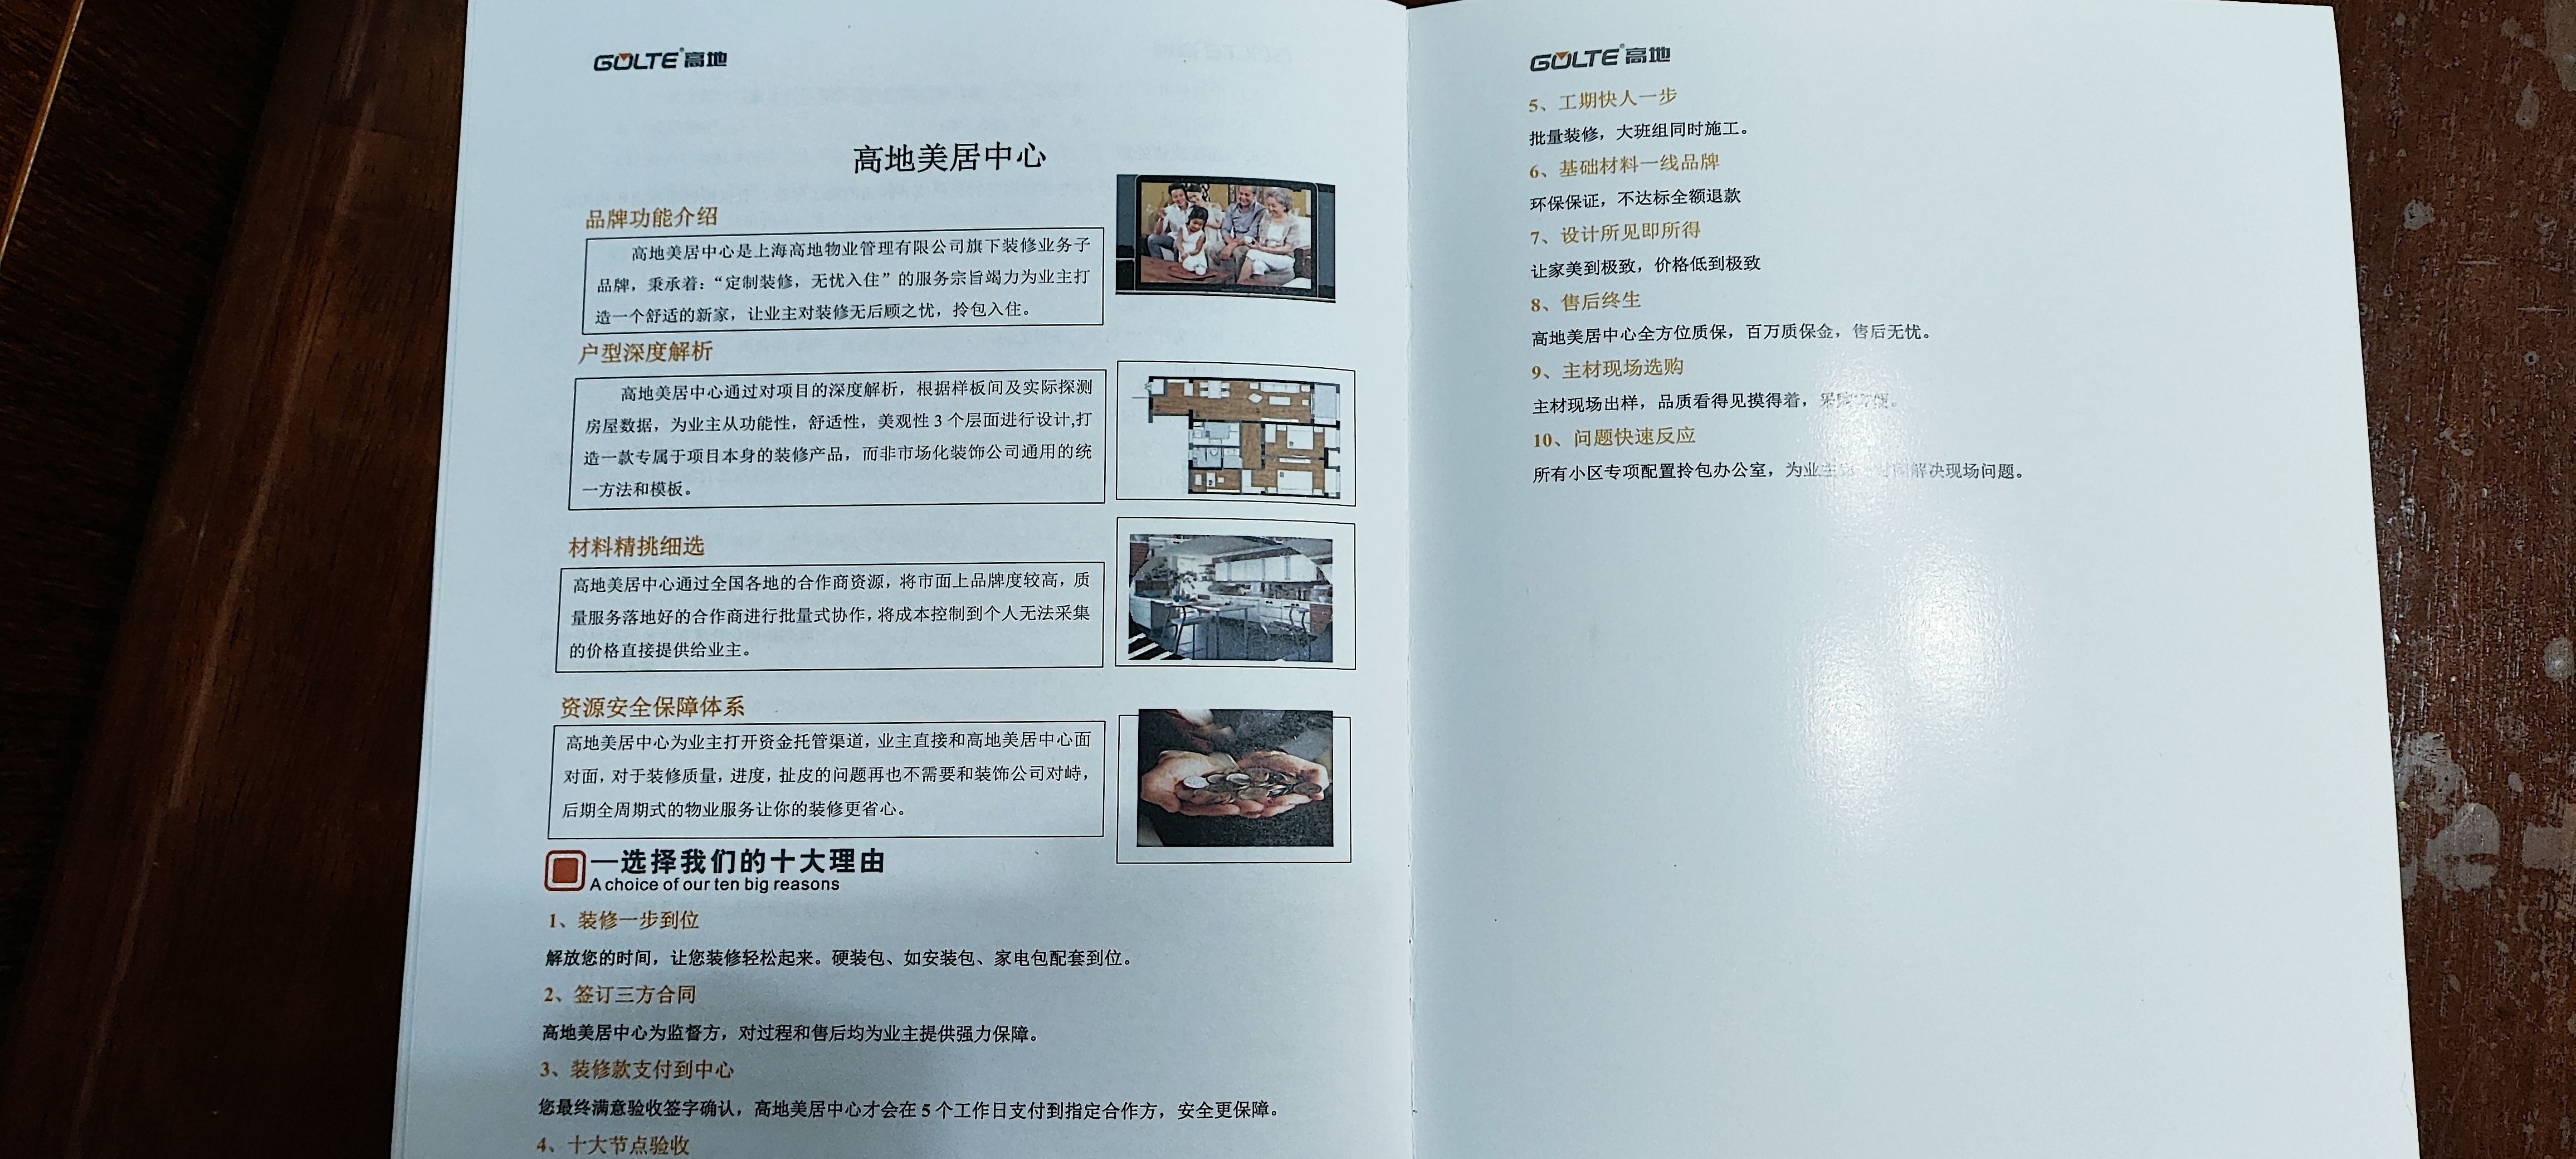 GOLTE®高地
高地美居中心
品牌功能介绍
高地美居中心是上海高地物业管理有限公司旗下装修业务子
品牌，秉承着：“定制装修，无忧入住”的服务宗旨竭力为业主打
造一个舒适的新家，让业主对装修无后顾之忧，拎包入住。
户型深度解析
高地美居中心通过对项目的深度解析，根据样板间及实际探测
房屋数据，为业主从功能性，舒适性，美观性 3 个层面进行设计,打
造一款专属于项目本身的装修产品，而非市场化装饰公司通用的统
一方法和模板。
材料精挑细选
高地美居中心通过全国各地的合作商资源，将市面上品牌度较高，质
量服务落地好的合作商进行批量式协作，将成本控制到个人无法采集
的价格直接提供给业主。
资源安全保障体系
高地美居中心为业主打开资金托管渠道，业主直接和高地美居中心面
对面，对于装修质量，进度，扯皮的问题再也不需要和装饰公司对峙，
后期全周期式的物业服务让你的装修更省心。
—选择我们的十大理由
A choice of our ten big reasons
1、装修一步到位
解放您的时间，让您装修轻松起来。硬装包、如安装包、家电包配套到位。
2、签订三方合同
高地美居中心为监督方，对过程和售后均为业主提供强力保障。
3、装修款支付到中心
您最终满意验收签字确认，高地美居中心才会在 5 个工作日支付到指定合作方，安全更保障。
4、十大节点验收
GOLTE®高地
5、工期快人一步
批量装修，大班组同时施工。
6、基础材料一线品牌
环保保证，不达标全额退款
7、设计所见即所得
让家美到极致，价格低到极致
8、售后终生
高地美居中心全方位质保，百万质保金，售后无忧。
9、主材现场选购
主材现场出样，品质看得见摸得着，
10、问题快速反应
所有小区专项配置拎包办公室，为业主 解决现场问题。